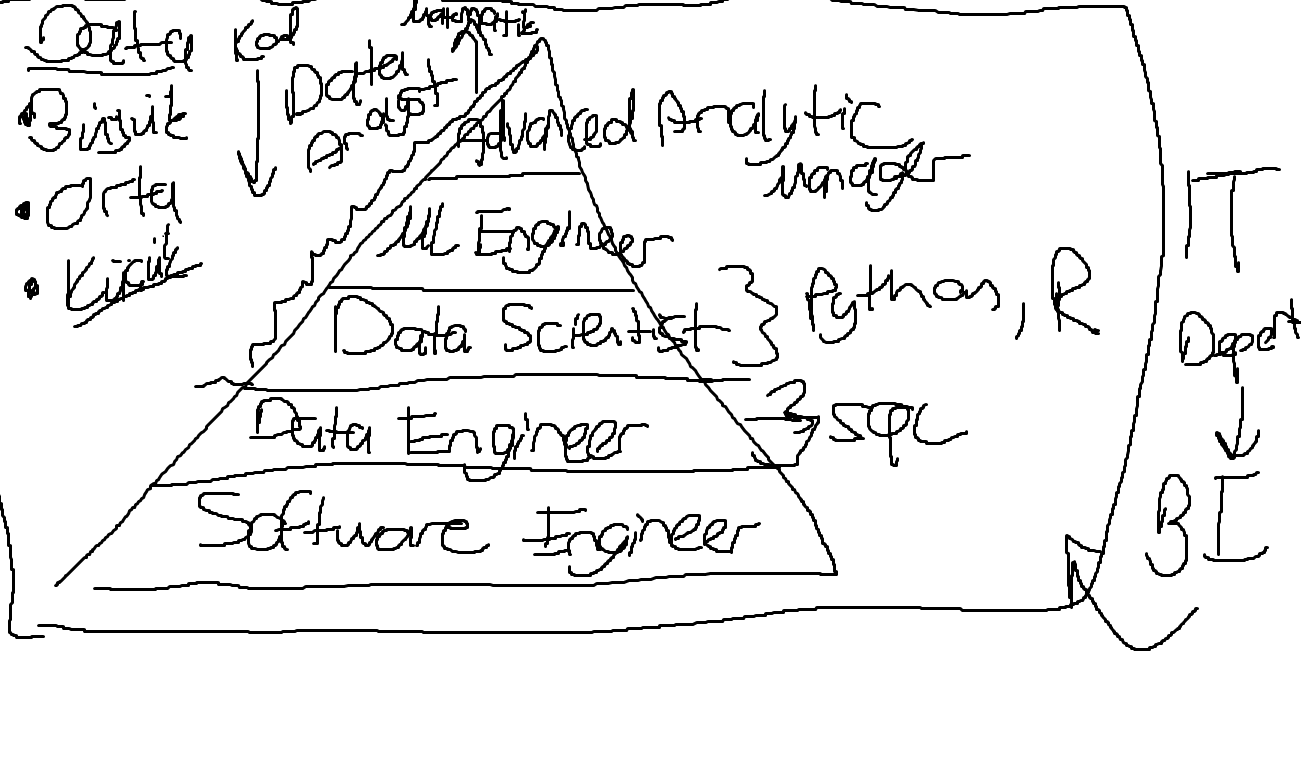 Data
Büyük
• Orta
• Küçük
Kod
Data
Analyst
Matematik
Advanced Analytic
Manager
ML Engineer
Data Scientist
Python, R
Data Engineer
SQL
Software Engineer
IT
Depart
BI